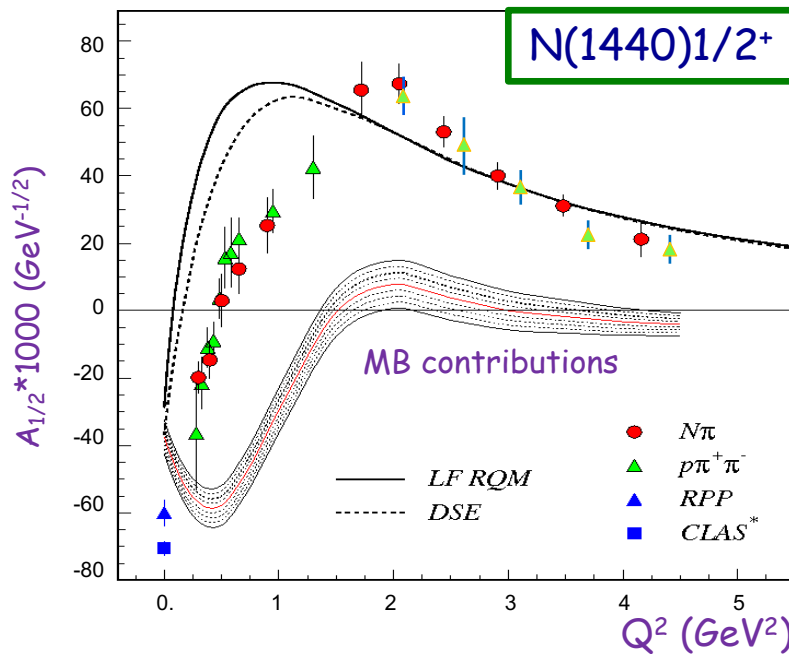 N(1440)1/2⁺
A₁/₂*1000 (GeV⁻¹/²)
80
60
40
20
0
-20
-40
-60
-80
MB contributions
LF RQM
DSE
Nπ
pπ⁺π⁻
RPP
CLAS*
0. 1 2 3 4 5
Q² (GeV²)